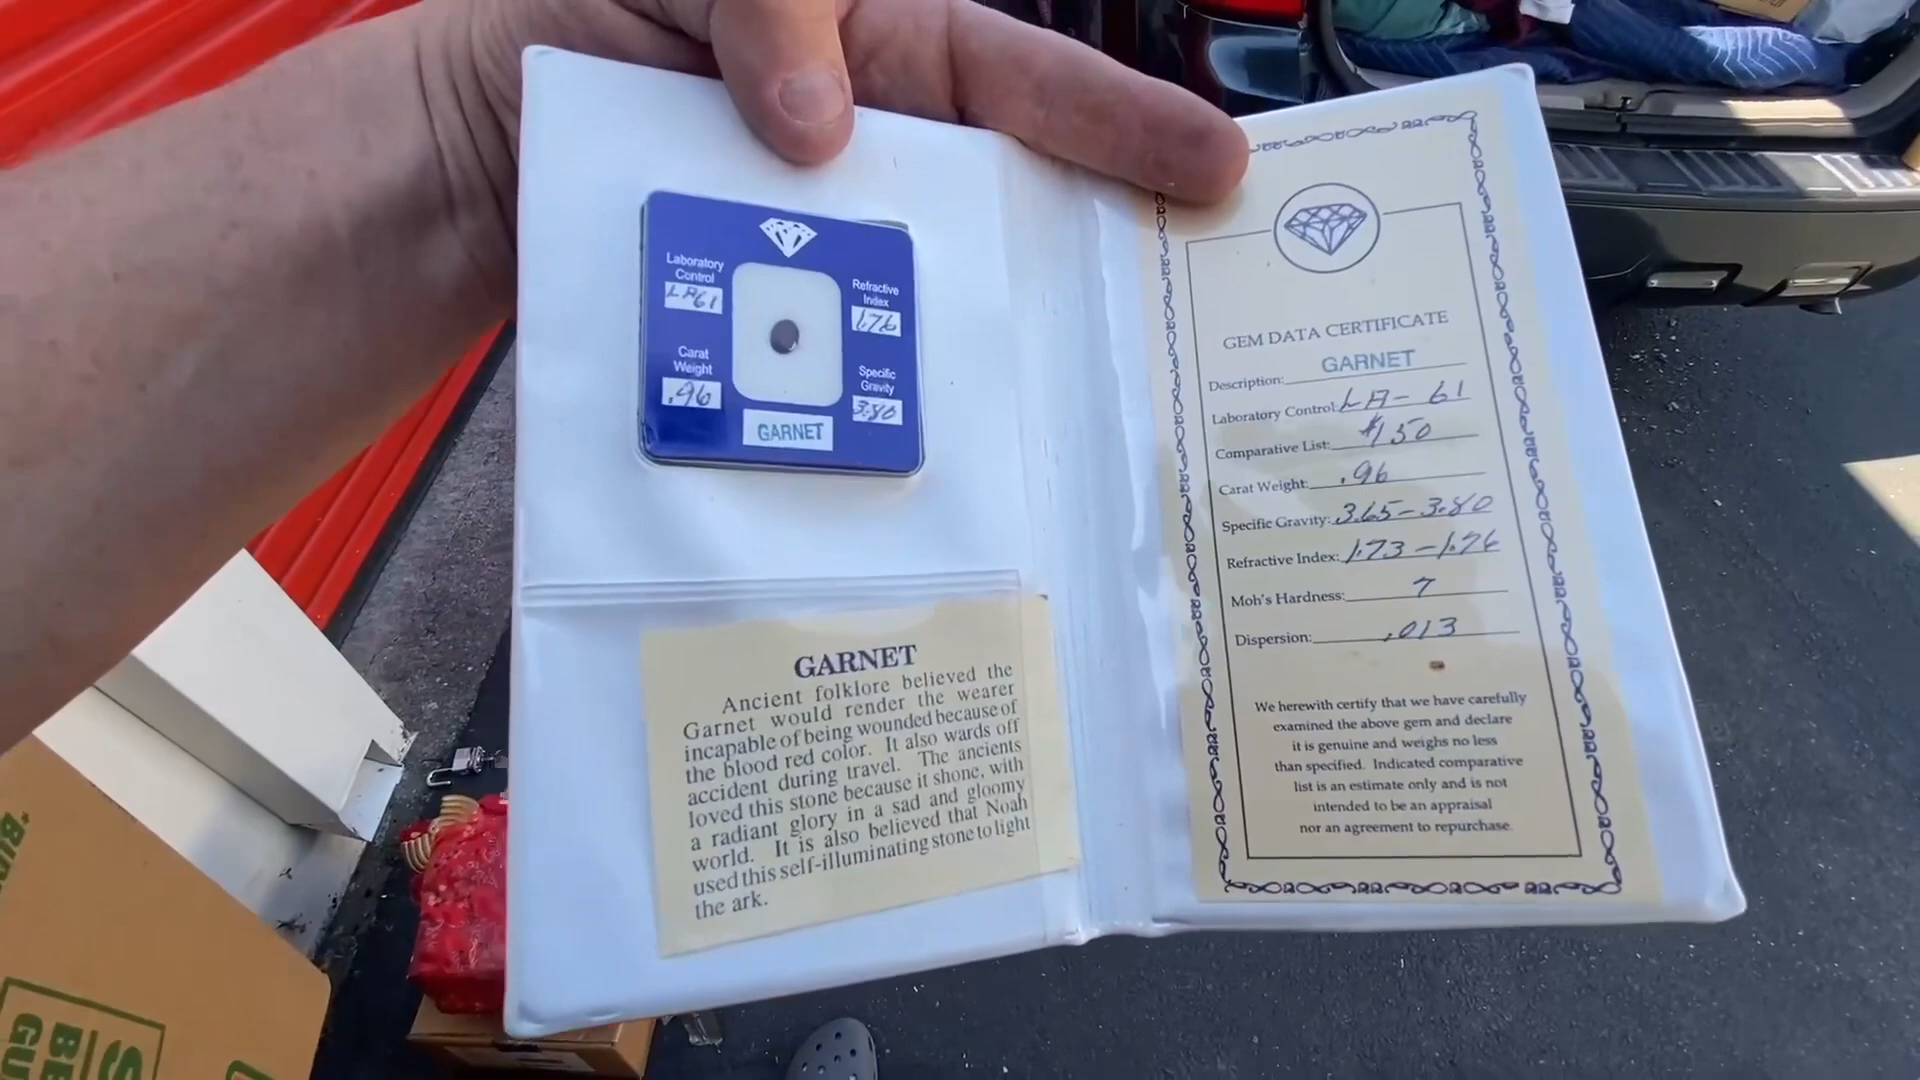 Laboratory
Control
LA61
Refractive
Index
1.76
Carat
Weight
.96
Specific
Gravity
3.80
GARNET
GARNET
Ancient folklore believed the
Garnet would render the wearer
incapable of being wounded because of
the blood red color. It also wards off
accident during travel. The ancients
loved this stone because it shone, with
a radiant glory in a sad and gloomy
world. It is also believed that Noah
used this self-illuminating stone to light
the ark.
GEM DATA CERTIFICATE
Description: GARNET
Laboratory Control: LA-61
Comparative List: $150
Carat Weight: .96
Specific Gravity: 3.65-3.80
Refractive Index: 1.73-1.76
Moh's Hardness: 7
Dispersion: .013
We herewith certify that we have carefully
examined the above gem and declare
it is genuine and weighs no less
than specified. Indicated comparative
list is an estimate only and is not
intended to be an appraisal
nor an agreement to repurchase.